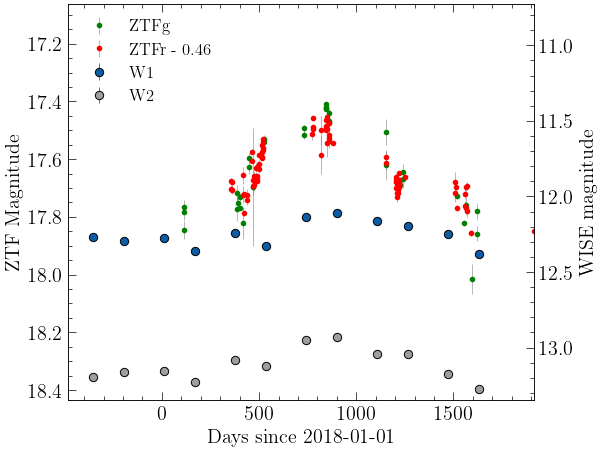 ZTFg
ZTFr - 0.46
W1
W2
17.2
17.4
17.6
17.8
18.0
18.2
18.4
ZTF Magnitude
11.0
11.5
12.0
12.5
13.0
WISE magnitude
0
500
1000
1500
Days since 2018-01-01